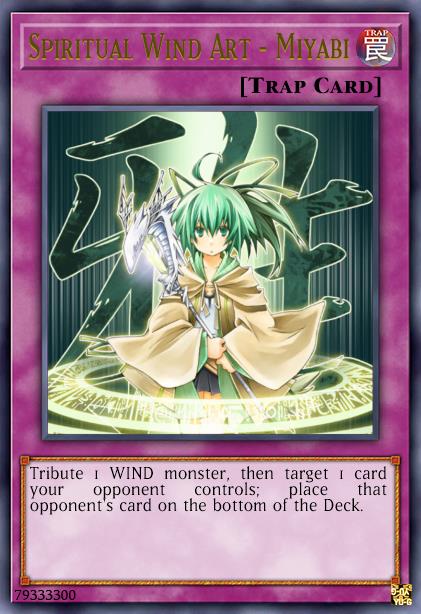 Spiritual Wind Art - Miyabi
TRAP
罠
[Trap Card]
雅
Tribute 1 WIND monster, then target 1 card
your opponent controls; place that
opponent's card on the bottom of the Deck.
79333300